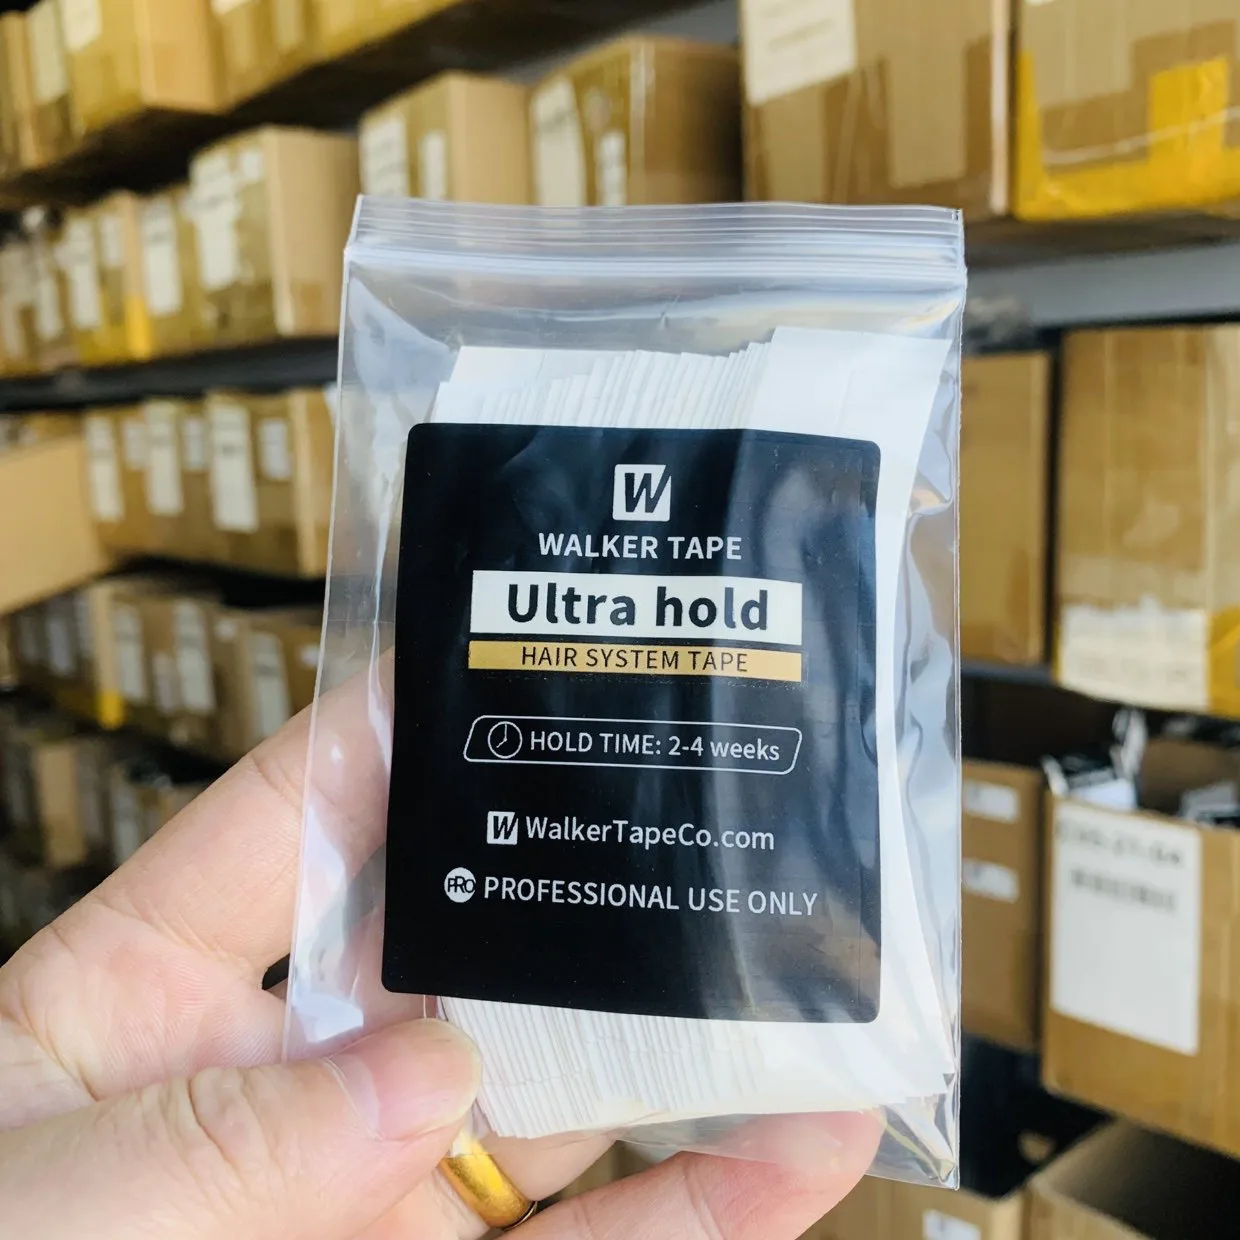 W
WALKER TAPE
Ultra hold
HAIR SYSTEM TAPE
HOLD TIME: 2-4 weeks
W WalkerTapeCo.com
PRO PROFESSIONAL USE ONLY